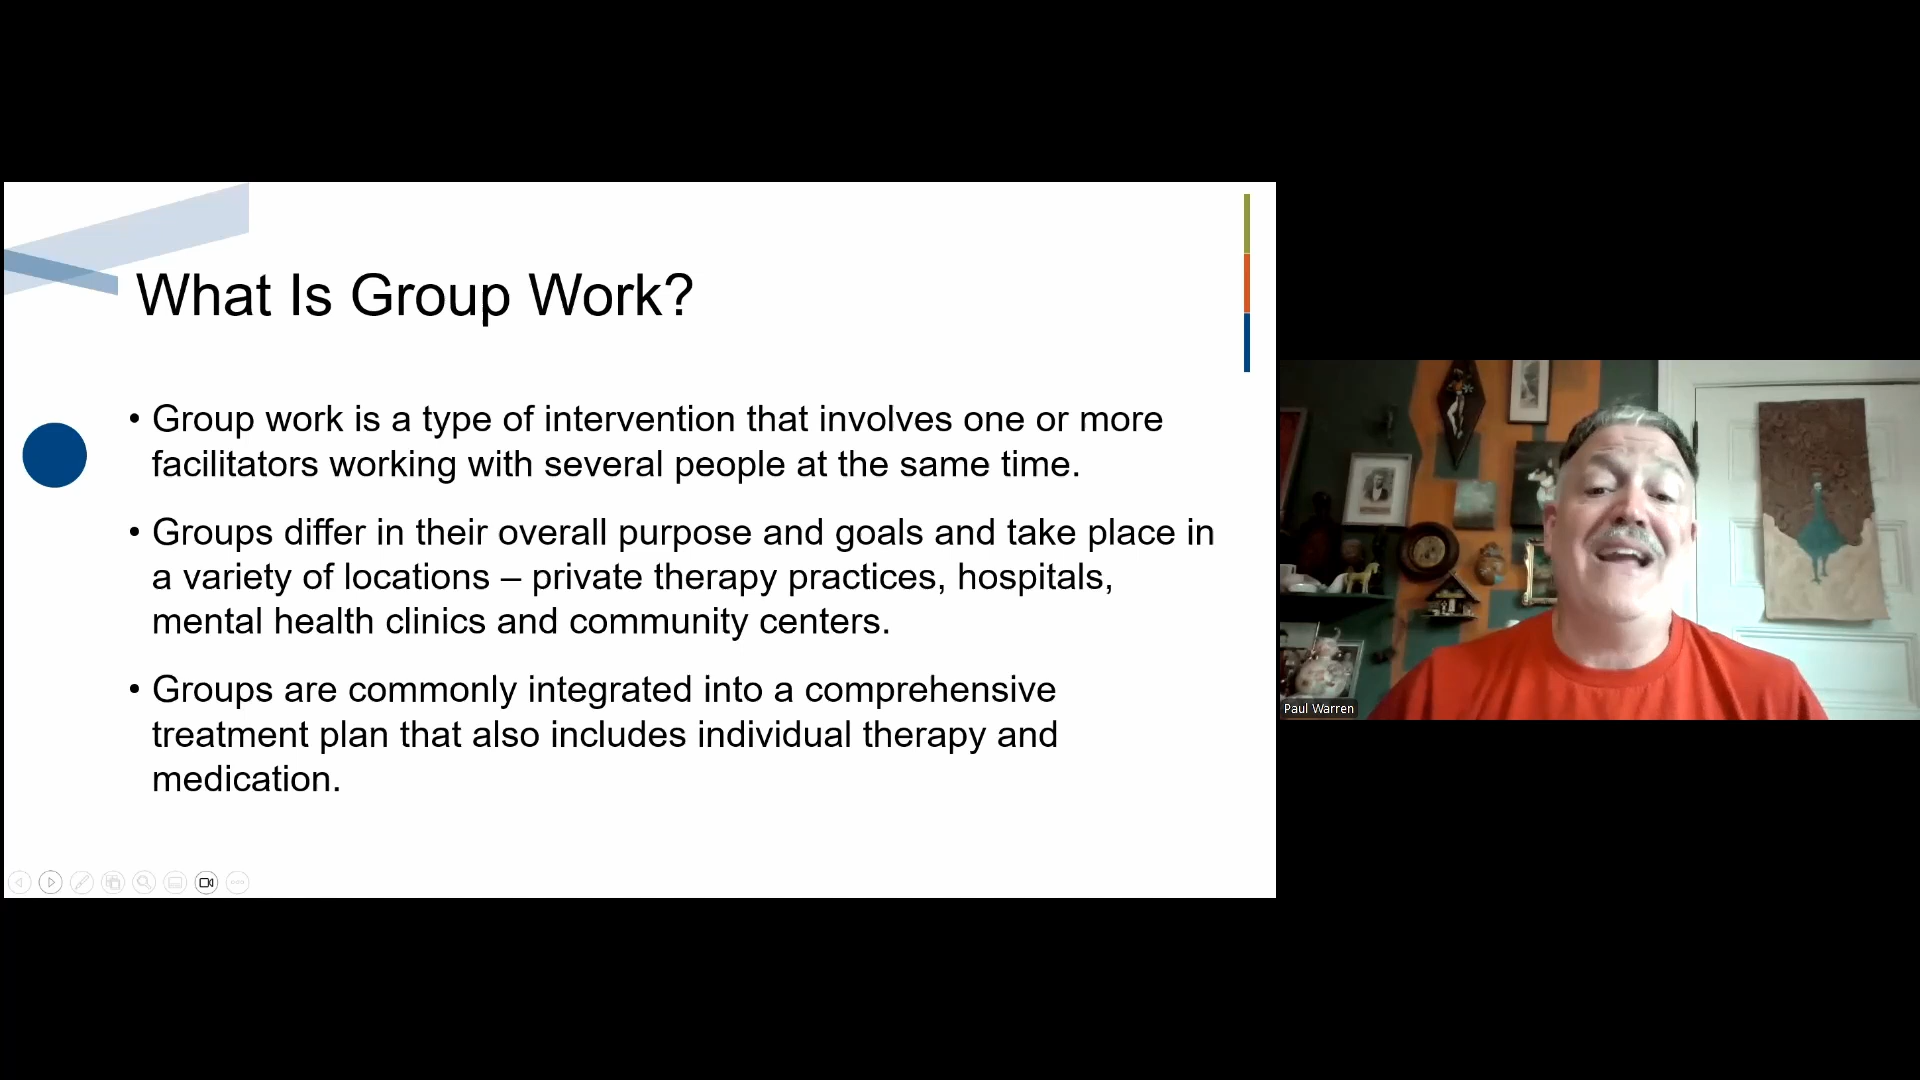 What Is Group Work?
• Group work is a type of intervention that involves one or more
facilitators working with several people at the same time.
• Groups differ in their overall purpose and goals and take place in
a variety of locations – private therapy practices, hospitals,
mental health clinics and community centers.
• Groups are commonly integrated into a comprehensive
treatment plan that also includes individual therapy and
medication.
Paul Warren